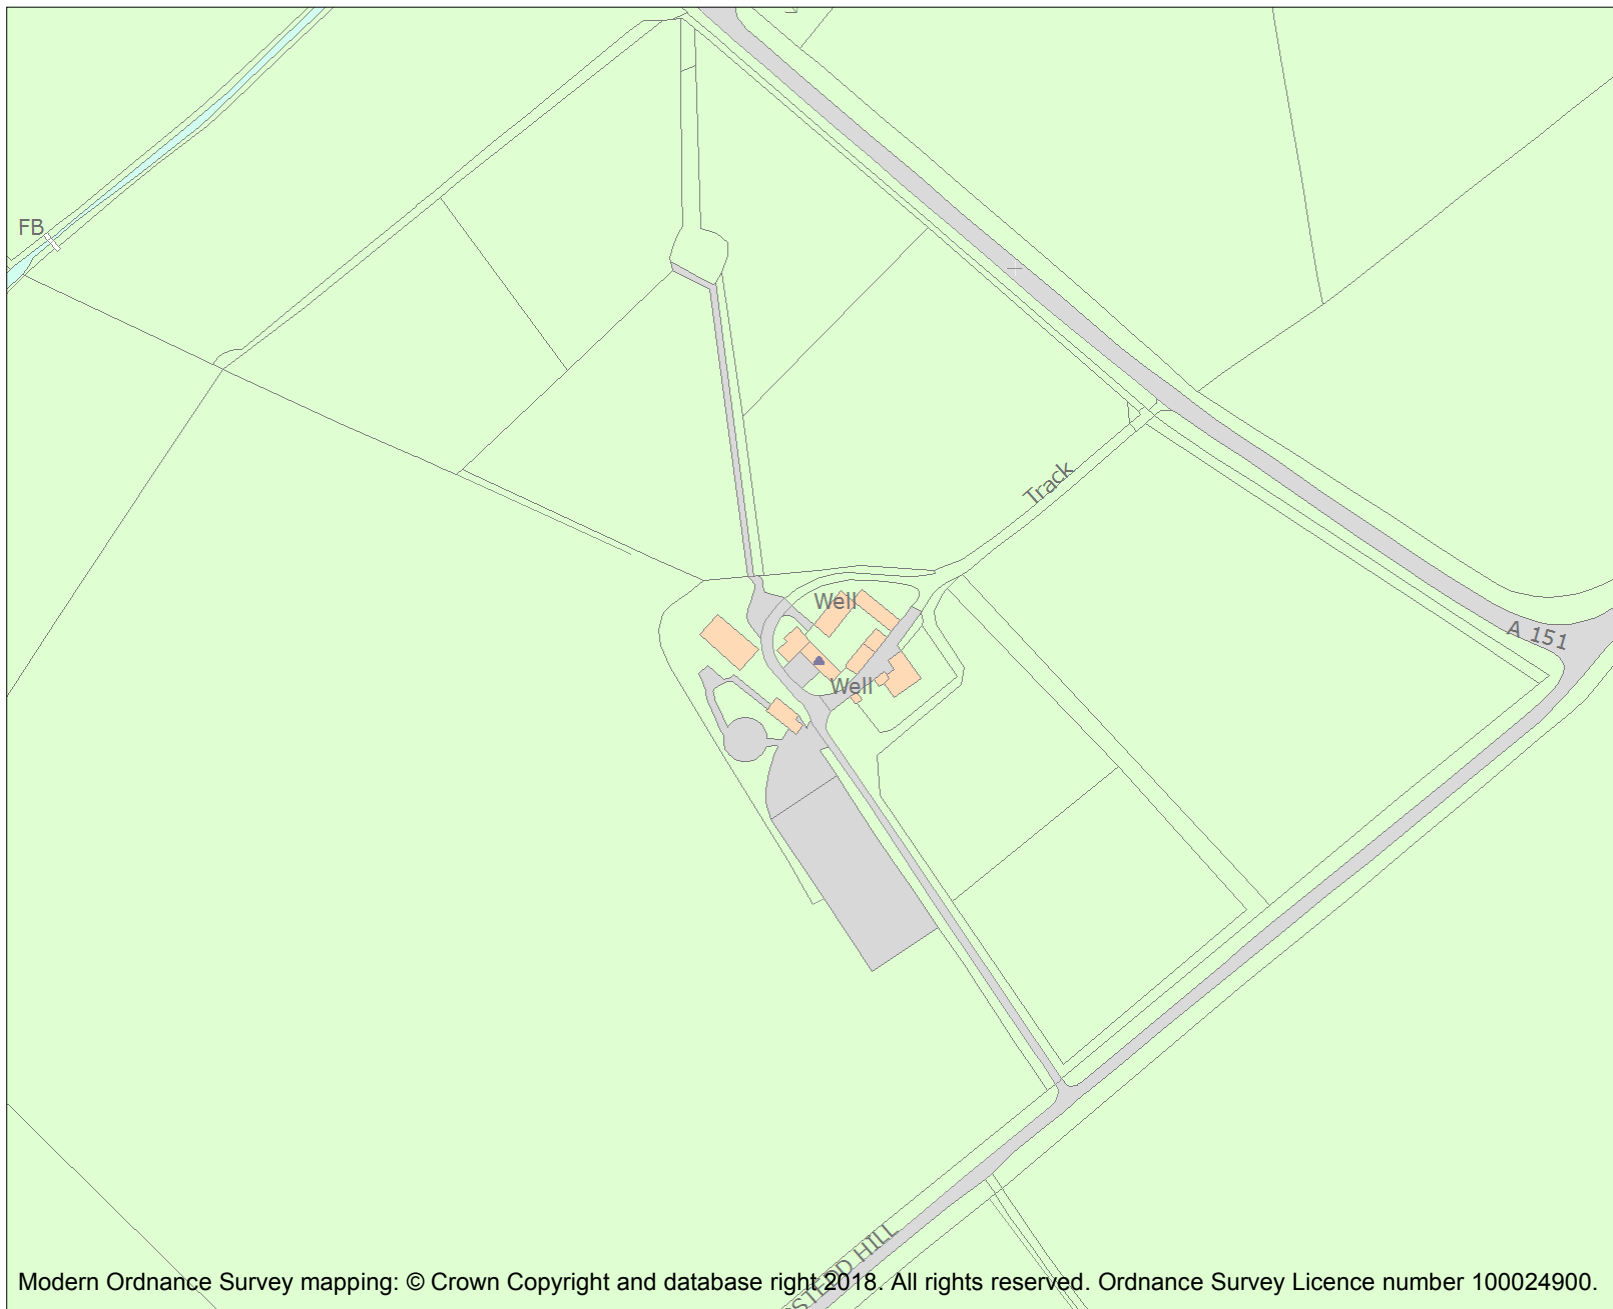 FB
Track
A 151
Well
Well
HILL
Modern Ordnance Survey mapping: © Crown Copyright and database right 2018. All rights reserved. Ordnance Survey Licence number 100024900.